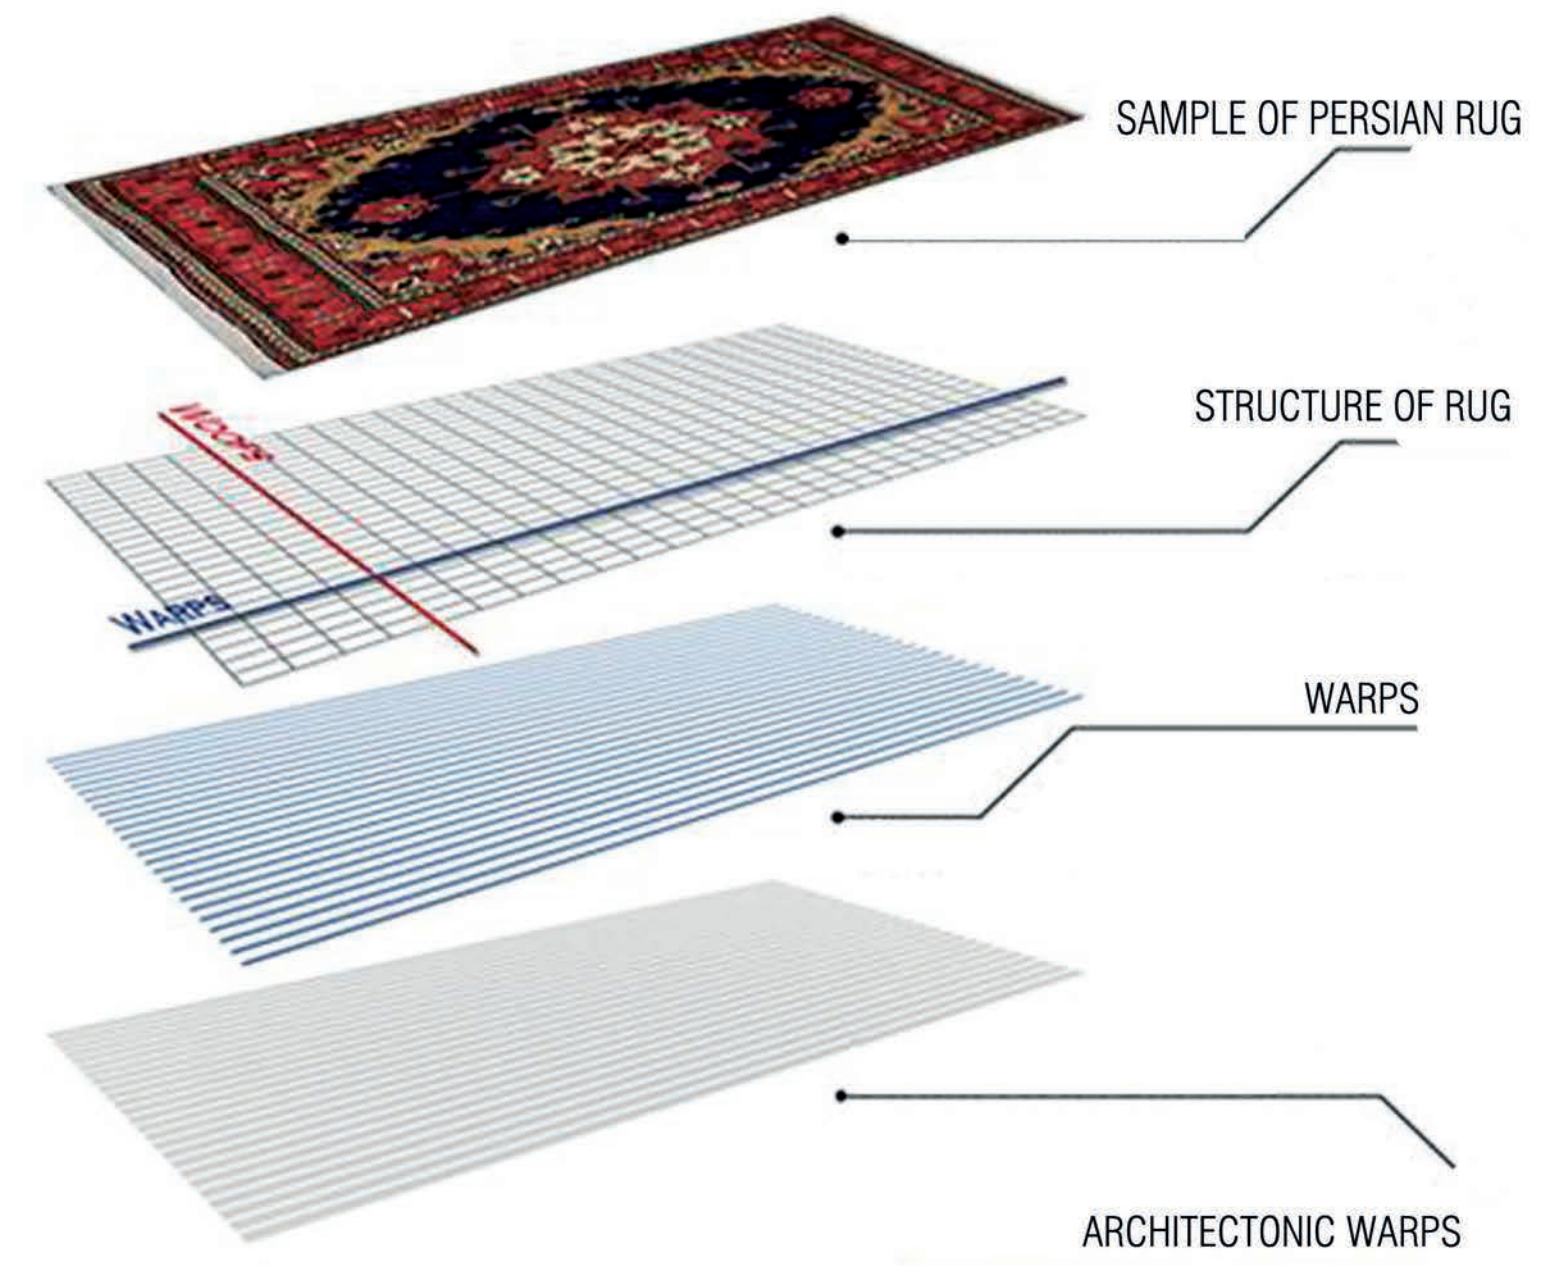 SAMPLE OF PERSIAN RUG
STRUCTURE OF RUG
WOOFS
WARPS
WARPS
ARCHITECTONIC WARPS